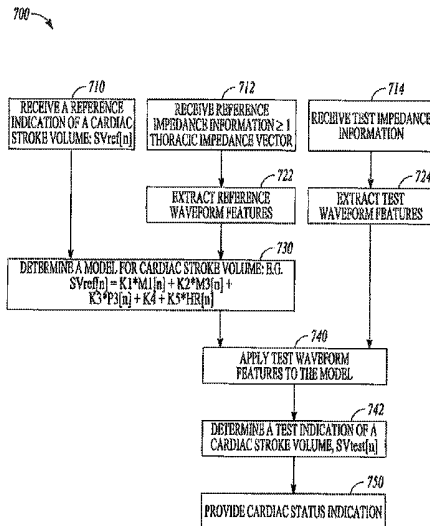 700
710
RECEIVE A REFERENCE
INDICATION OF A CARDIAC
STROKE VOLUME: SVref[n]
712
RECEIVE REFERENCE
IMPEDANCE INFORMATION ≥ 1
THORACIC IMPEDANCE VECTOR
714
RECEIVE TEST IMPEDANCE
INFORMATION
722
EXTRACT REFERENCE
WAVEFORM FEATURES
724
EXTRACT TEST
WAVEFORM FEATURES
730
DETERMINE A MODEL FOR CARDIAC STROKE VOLUME: E.G.
SVref[n] = K1*M1[n] + K2*M3[n] +
K3*P3[n] + K4 + K5*HR[n]
740
APPLY TEST WAVEFORM
FEATURES TO THE MODEL
742
DETERMINE A TEST INDICATION OF A
CARDIAC STROKE VOLUME, SVtest[n]
750
PROVIDE CARDIAC STATUS INDICATION